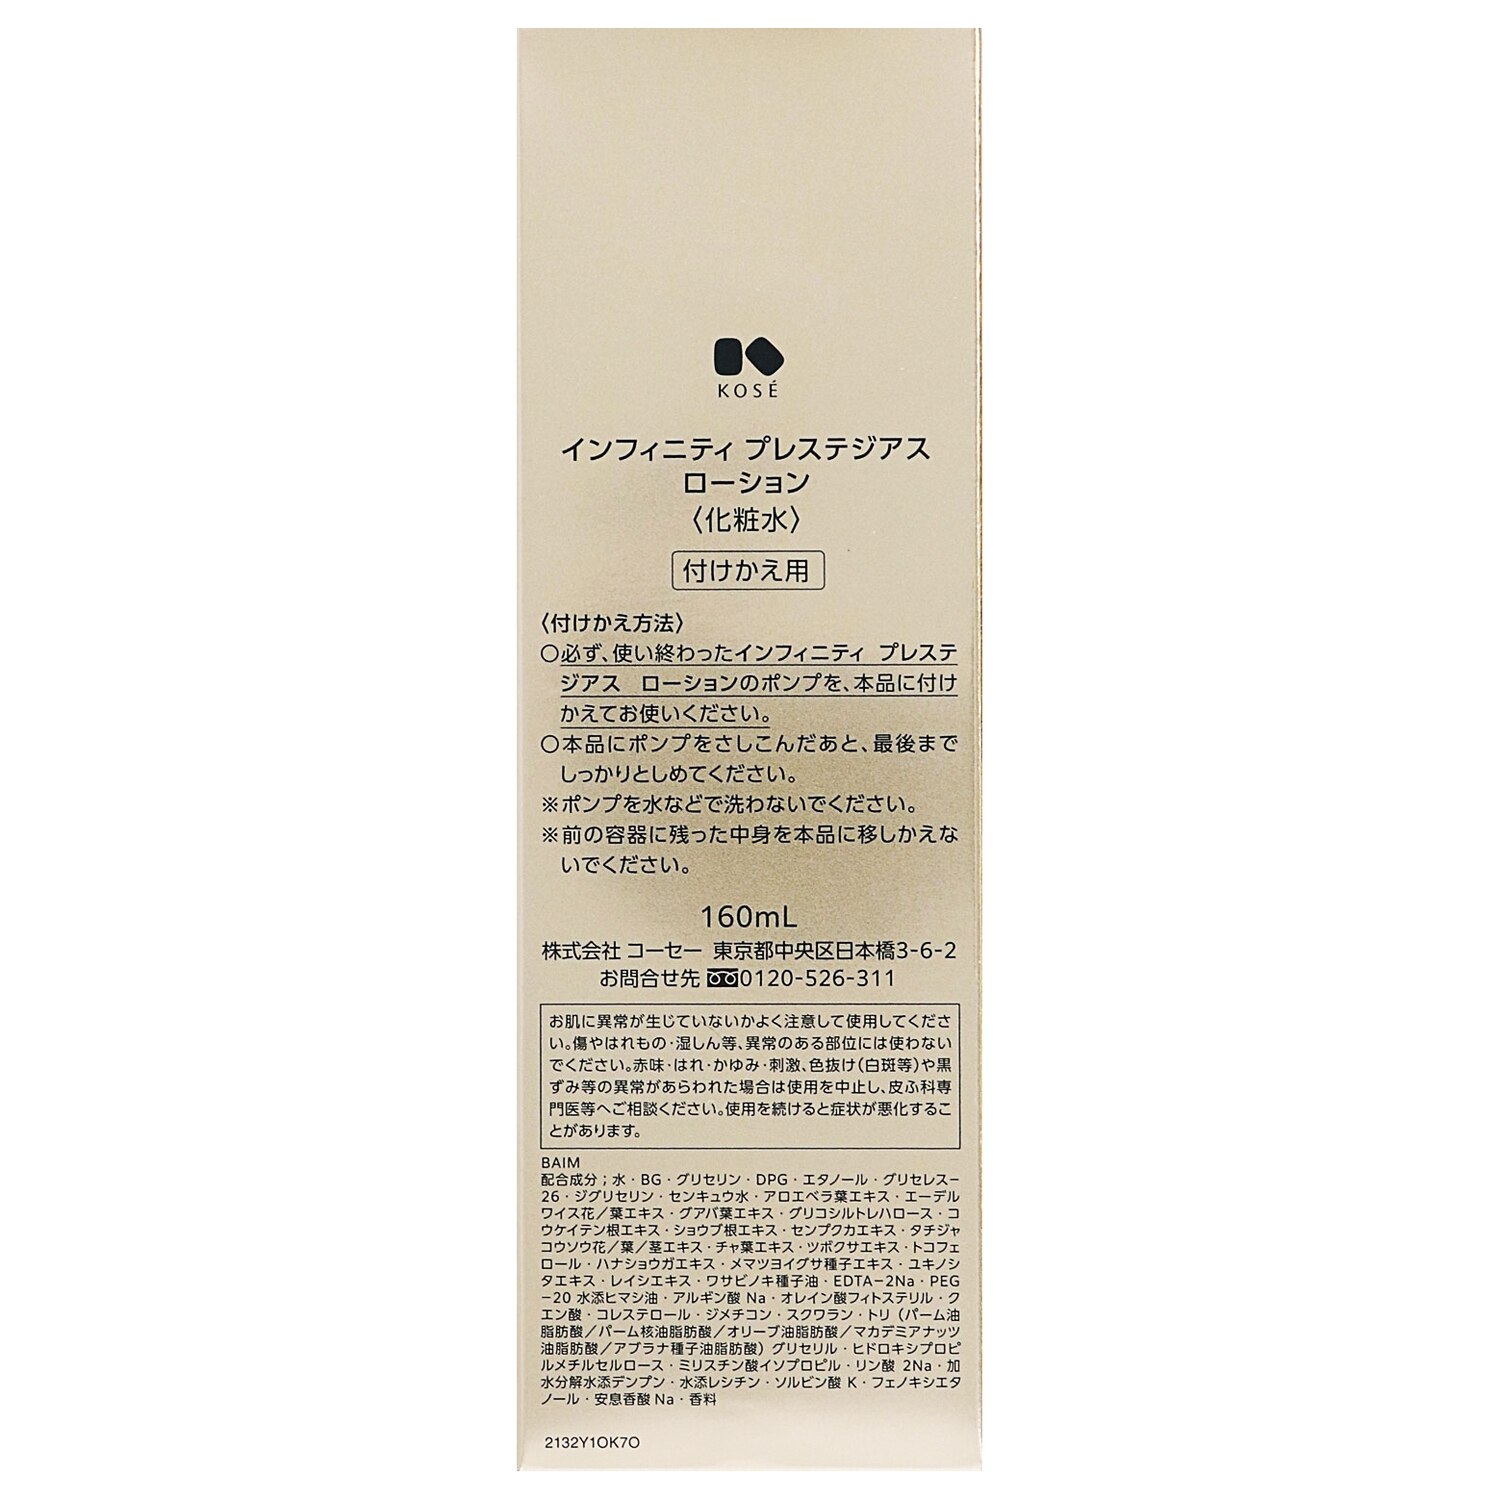 KOSÉ
インフィニティ プレステジアス
ローション
〈化粧水〉
付けかえ用
〈付けかえ方法〉
○必ず、使い終わったインフィニティ プレステ
ジアス ローションのポンプを、本品に付け
かえてお使いください。
○本品にポンプをさしこんだあと、最後まで
しっかりとしめてください。
※ポンプを水などで洗わないでください。
※前の容器に残った中身を本品に移しかえな
いでください。
160mL
株式会社 コーセー 東京都中央区日本橋3-6-2
お問合せ先 0120-526-311
お肌に異常が生じていないかよく注意して使用してくださ
い。傷やはれもの・湿しん等、異常のある部位には使わない
でください。赤味・はれ・かゆみ・刺激、色抜け(白斑等)や黒
ずみ等の異常があらわれた場合は使用を中止し、皮ふ科専
門医等へご相談ください。使用を続けると症状が悪化するこ
とがあります。
BAIM
配合成分;水・BG・グリセリン・DPG・エタノール・グリセレス−
26・ジグリセリン・センキュウ水・アロエベラ葉エキス・エーデル
ワイス花/葉エキス・グアバ葉エキス・グリコシルトレハロース・コ
ウケイテン根エキス・ショウブ根エキス・センプクカエキス・タチジャ
コウソウ花/葉/茎エキス・チャ葉エキス・ツボクサエキス・トコフェ
ロール・ハナショウガエキス・メマツヨイグサ種子エキス・ユキノシ
タエキス・レイシエキス・ワサビノキ種子油・EDTA−2Na・PEG
−20 水添ヒマシ油・アルギン酸 Na・オレイン酸フィトステリル・ク
エン酸・コレステロール・ジメチコン・スクワラン・トリ(パーム油
脂肪酸/パーム核油脂肪酸/オリーブ油脂肪酸/マカデミアナッツ
油脂肪酸/アブラナ種子油脂肪酸)グリセリル・ヒドロキシプロピ
ルメチルセルロース・ミリスチン酸イソプロピル・リン酸 2Na・加
水分解水添デンプン・水添レシチン・ソルビン酸 K・フェノキシエタ
ノール・安息香酸 Na・香料
2132Y1OK7O